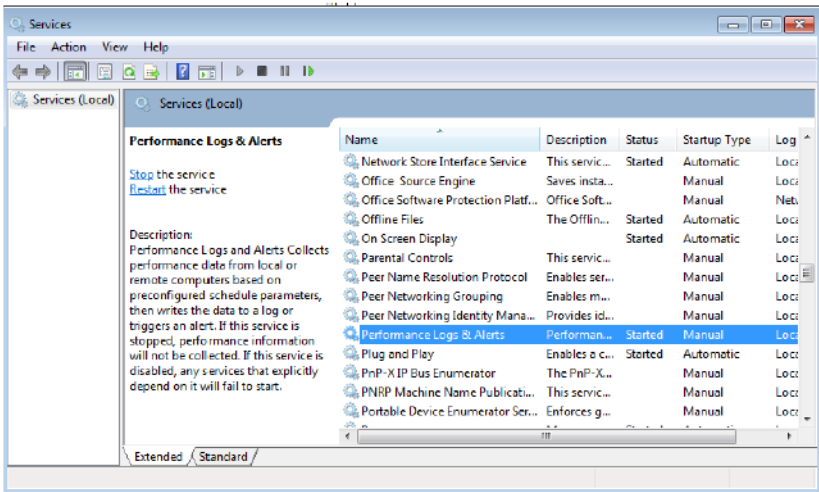 Services
File Action View Help
Services (Local)
Services (Local)
Performance Logs & Alerts
Stop the service
Restart the service
Description:
Performance Logs and Alerts Collects
performance data from local or
remote computers based on
preconfigured schedule parameters,
then writes the data to a log or
triggers an alert. If this service is
stopped, performance information
will not be collected. If this service is
disabled, any services that explicitly
depend on it will fail to start.
Name Description Status Startup Type Log
Network Store Interface Service This servic... Started Automatic Loca
Office Source Engine Saves insta... Manual Loca
Office Software Protection Platf... Office Soft... Manual Netv
Offline Files The Offlin... Started Automatic Loca
On Screen Display Started Automatic Loca
Parental Controls This servic... Manual Loca
Peer Name Resolution Protocol Enables ser... Manual Loca
Peer Networking Grouping Enables m... Manual Loca
Peer Networking Identity Mana... Provides id... Manual Loca
Performance Logs & Alerts Performan... Started Manual Loca
Plug and Play Enables a c... Started Automatic Loca
PnP-X IP Bus Enumerator The PnP-X... Manual Loca
PNRP Machine Name Publicati... This servic... Manual Loca
Portable Device Enumerator Ser... Enforces g... Manual Loca
Extended Standard